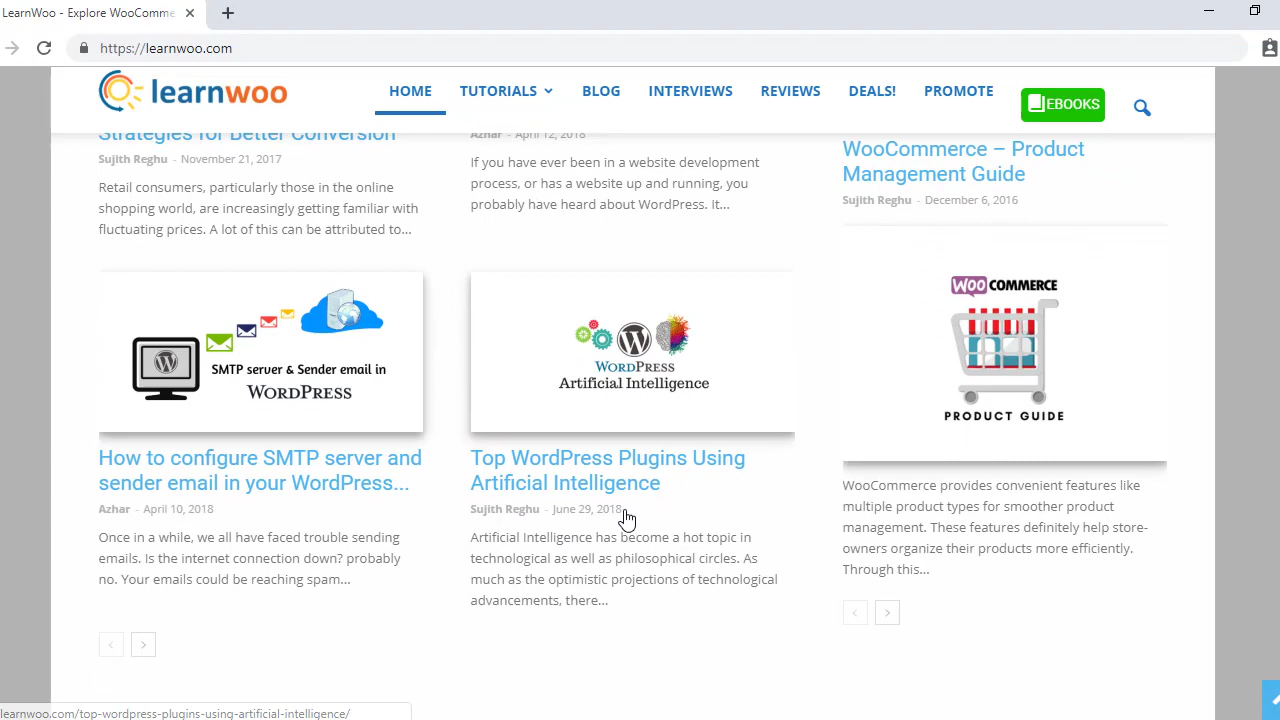 LearnWoo - Explore WooComme
https://learnwoo.com
learnwoo
HOME
TUTORIALS
BLOG
INTERVIEWS
REVIEWS
DEALS!
PROMOTE
EBOOKS
Strategies for Better Conversion
Sujith Reghu - November 21, 2017
Retail consumers, particularly those in the online
shopping world, are increasingly getting familiar with
fluctuating prices. A lot of this can be attributed to...
Azhar - April 12, 2018
If you have ever been in a website development
process, or has a website up and running, you
probably have heard about WordPress. It...
WooCommerce – Product
Management Guide
Sujith Reghu - December 6, 2016
SMTP server & Sender email in
WORDPRESS
How to configure SMTP server and
sender email in your WordPress...
Azhar - April 10, 2018
Once in a while, we all have faced trouble sending
emails. Is the internet connection down? probably
no. Your emails could be reaching spam...
WORDPRESS
Artificial Intelligence
Top WordPress Plugins Using
Artificial Intelligence
Sujith Reghu - June 29, 2018
Artificial Intelligence has become a hot topic in
technological as well as philosophical circles. As
much as the optimistic projections of technological
advancements, there...
WOO COMMERCE
PRODUCT GUIDE
WooCommerce provides convenient features like
multiple product types for smoother product
management. These features definitely help store-
owners organize their products more efficiently.
Through this...
learnwoo.com/top-wordpress-plugins-using-artificial-intelligence/